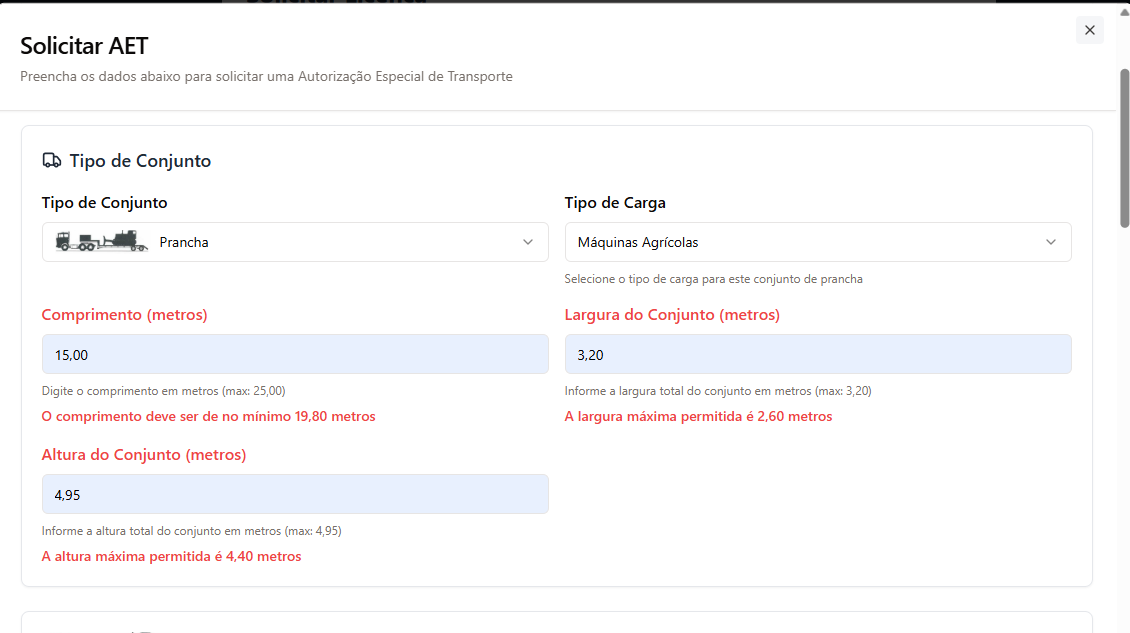 Solicitar AET
Preencha os dados abaixo para solicitar uma Autorização Especial de Transporte
Tipo de Conjunto
Tipo de Conjunto
Prancha
Tipo de Carga
Máquinas Agrícolas
Selecione o tipo de carga para este conjunto de prancha
Comprimento (metros)
15,00
Digite o comprimento em metros (max: 25,00)
O comprimento deve ser de no mínimo 19,80 metros
Largura do Conjunto (metros)
3,20
Informe a largura total do conjunto em metros (max: 3,20)
A largura máxima permitida é 2,60 metros
Altura do Conjunto (metros)
4,95
Informe a altura total do conjunto em metros (max: 4,95)
A altura máxima permitida é 4,40 metros